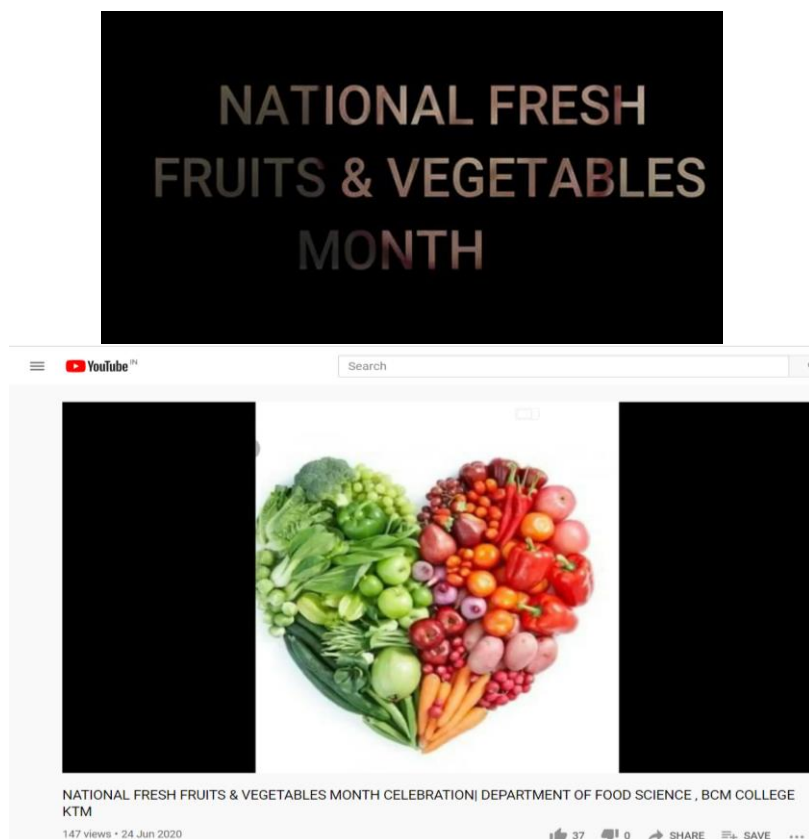 NATIONAL FRESH
FRUITS & VEGETABLES
MONTH
YouTube IN
Search
NATIONAL FRESH FRUITS & VEGETABLES MONTH CELEBRATION| DEPARTMENT OF FOOD SCIENCE , BCM COLLEGE
KTM
147 views • 24 Jun 2020 37 0 SHARE SAVE